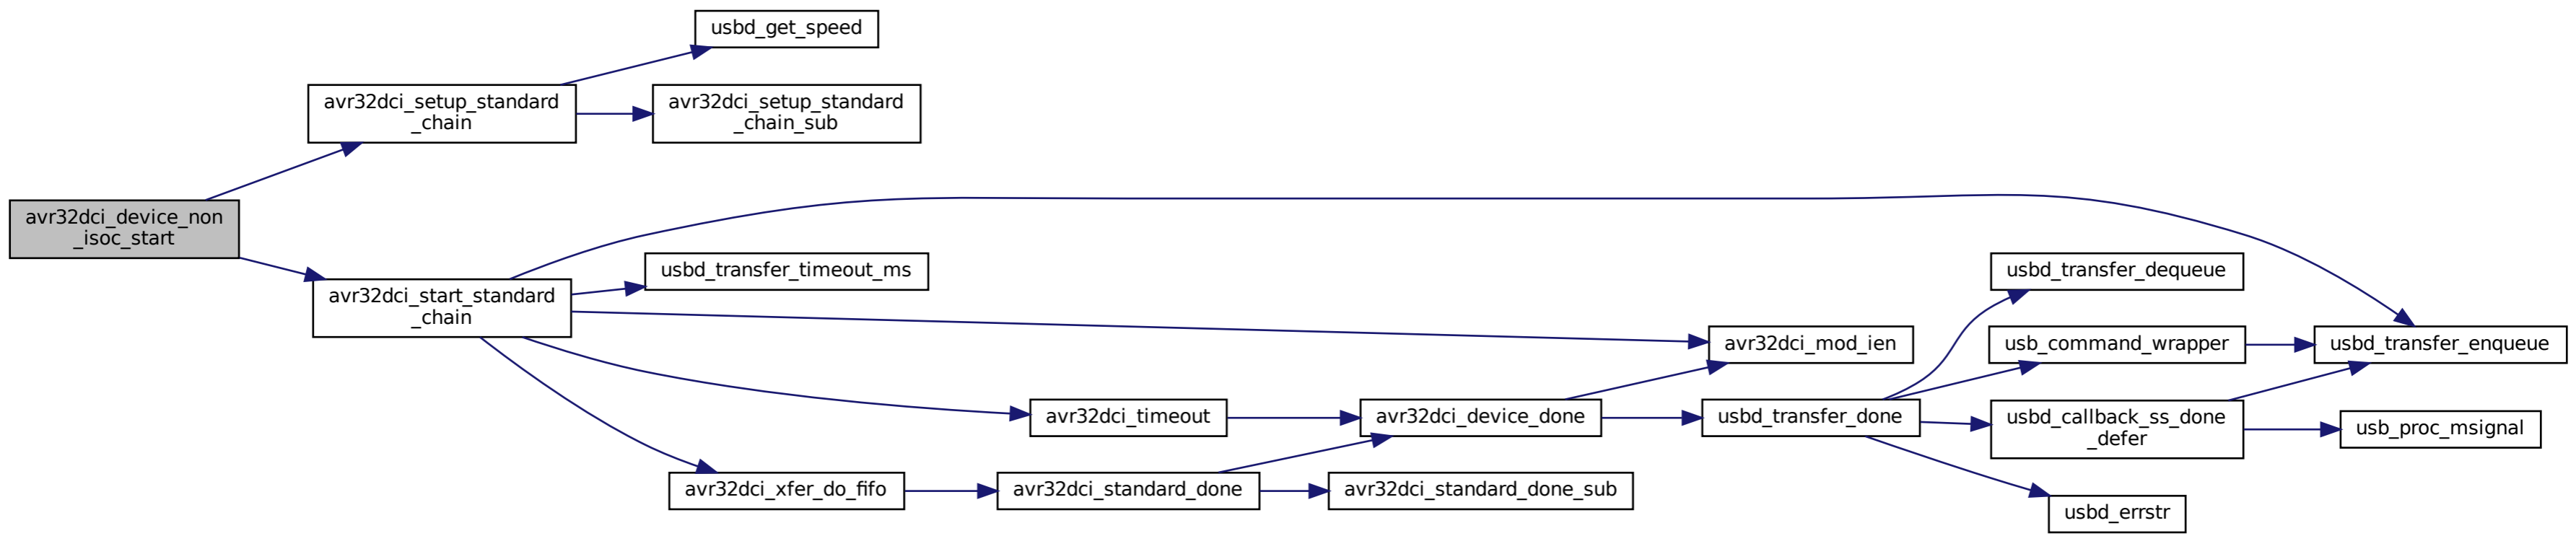 usbd_get_speed
avr32dci_setup_standard
_chain
avr32dci_setup_standard
_chain_sub
avr32dci_device_non
_isoc_start
avr32dci_start_standard
_chain
usbd_transfer_timeout_ms
usbd_transfer_dequeue
avr32dci_mod_ien
usb_command_wrapper
usbd_transfer_enqueue
avr32dci_timeout
avr32dci_device_done
usbd_transfer_done
usbd_callback_ss_done
_defer
usb_proc_msignal
avr32dci_xfer_do_fifo
avr32dci_standard_done
avr32dci_standard_done_sub
usbd_errstr